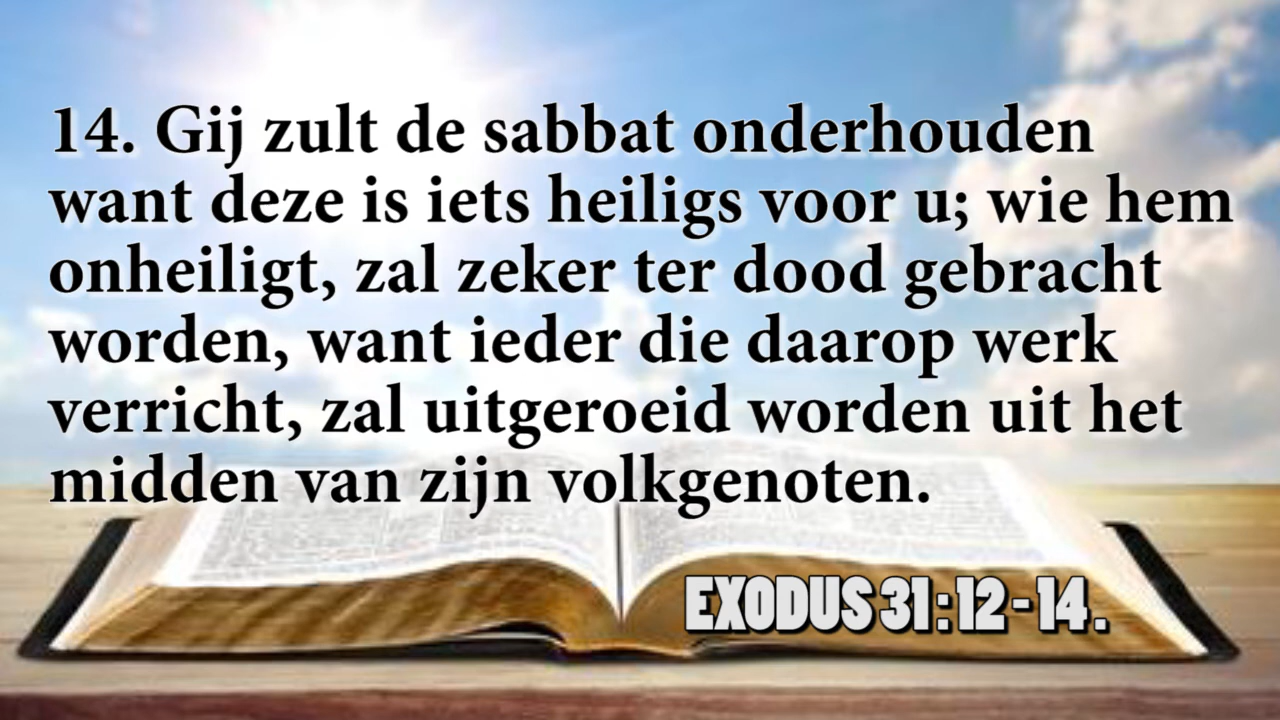 14. Gij zult de sabbat onderhouden
want deze is iets heiligs voor u; wie hem
onheiligt, zal zeker ter dood gebracht
worden, want ieder die daarop werk
verricht, zal uitgeroeid worden uit het
midden van zijn volkgenoten.
EXODUS 31:12-14.